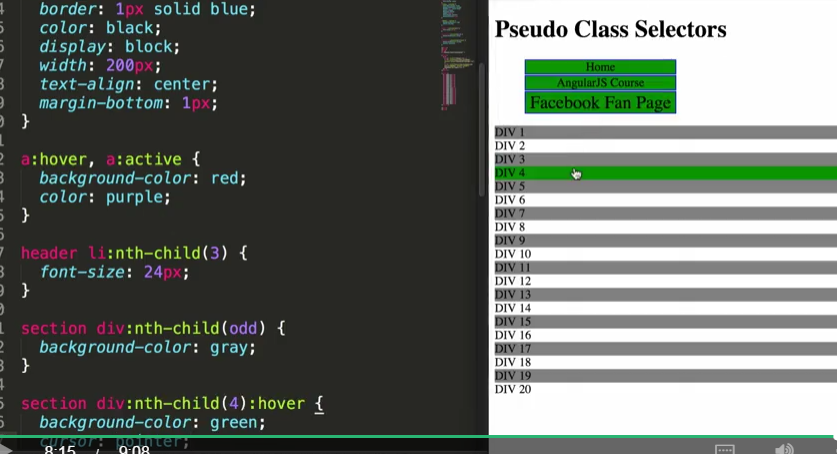 border: 1px solid blue;
color: black;
display: block;
width: 200px;
text-align: center;
margin-bottom: 1px;
}
a:hover, a:active {
background-color: red;
color: purple;
}
header li:nth-child(3) {
font-size: 24px;
}
section div:nth-child(odd) {
background-color: gray;
}
section div:nth-child(4):hover {
background-color: green;
cursor: pointer;
8:15 / 9:08
Pseudo Class Selectors
Home
AngularJS Course
Facebook Fan Page
DIV 1
DIV 2
DIV 3
DIV 4
DIV 5
DIV 6
DIV 7
DIV 8
DIV 9
DIV 10
DIV 11
DIV 12
DIV 13
DIV 14
DIV 15
DIV 16
DIV 17
DIV 18
DIV 19
DIV 20